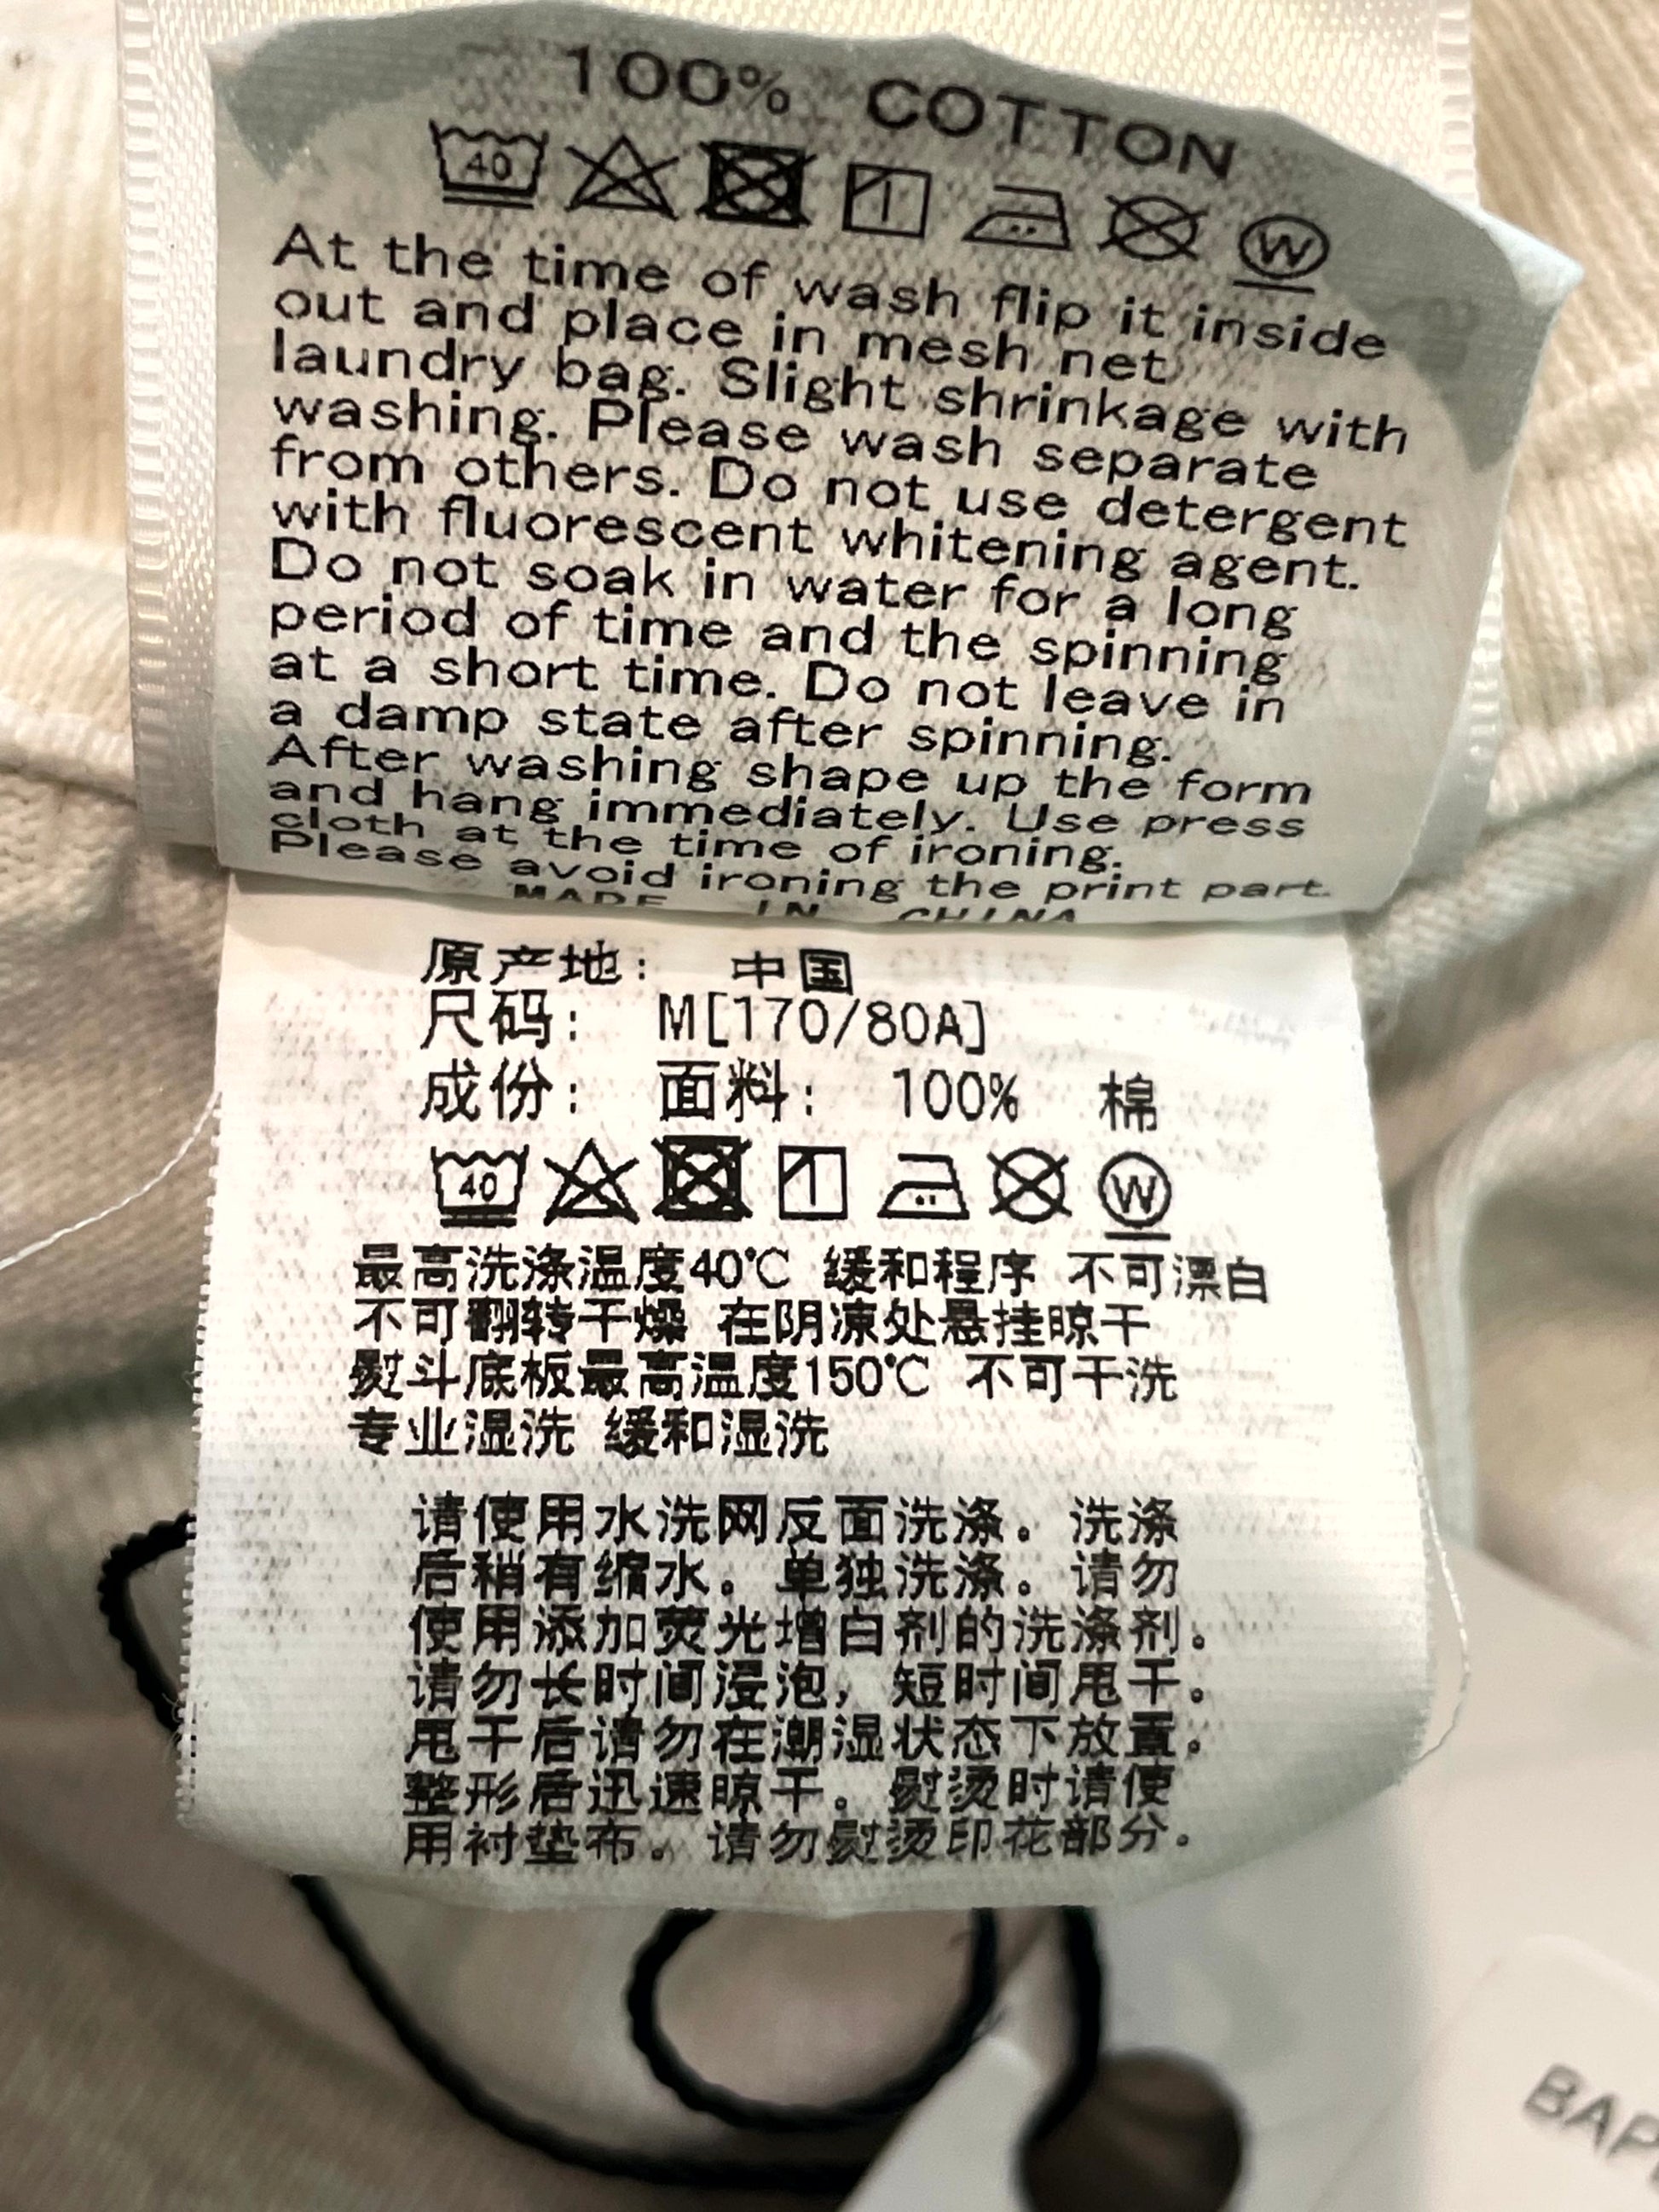 100% COTTON
40
W
At the time of wash flip it inside
out and place in mesh net
laundry bag. Slight shrinkage with
washing. Please wash separate
from others. Do not use detergent
with fluorescent whitening agent.
Do not soak in water for a long
period of time and the spinning
at a short time. Do not leave in
a damp state after spinning.
After washing shape up the form
and hang immediately. Use press
cloth at the time of ironing.
Please avoid ironing the print part.
MADE IN CHINA
原产地: 中国
尺码: M[170/80A]
成份: 面料: 100% 棉
40
W
最高洗涤温度40℃ 缓和程序 不可漂白
不可翻转干燥 在阴凉处悬挂晾干
熨斗底板最高温度150℃ 不可干洗
专业湿洗 缓和湿洗
请使用水洗网反面洗涤。洗涤
后稍有缩水。单独洗涤。请勿
使用添加荧光增白剂的洗涤剂。
请勿长时间浸泡, 短时间甩干。
甩干后请勿在潮湿状态下放置。
整形后迅速晾干。熨烫时请使
用衬垫布。请勿熨烫印花部分。